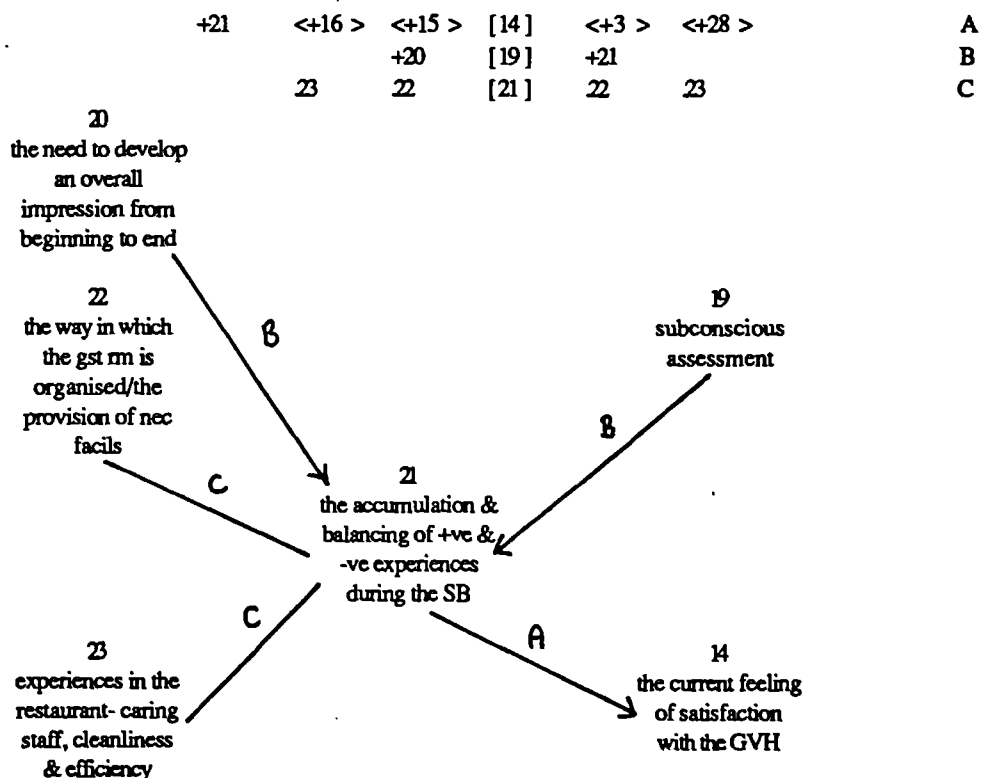 +21 <+16 > <+15 > [14] <+3 > <+28 > A
+20 [19] +21 B
23 22 [21] 22 23 C
20
the need to develop
an overall
impression from
beginning to end
B
22
the way in which
the gst rm is
organised/the
provision of nec
facils
19
subconscious
assessment
B
C
21
the accumulation &
balancing of +ve &
-ve experiences
during the SB
C
A
23
experiences in the
restaurant- caring
staff, cleanliness
& efficiency
14
the current feeling
of satisfaction
with the GVH